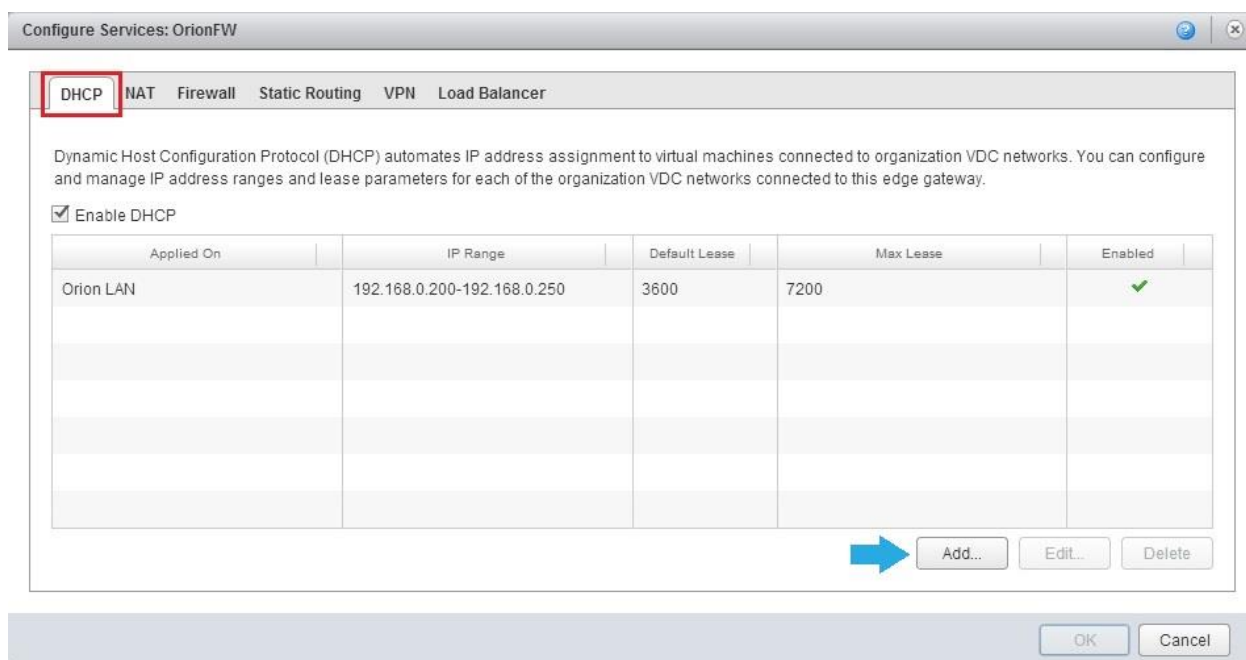 Configure Services: OrionFW
DHCP NAT Firewall Static Routing VPN Load Balancer
Dynamic Host Configuration Protocol (DHCP) automates IP address assignment to virtual machines connected to organization VDC networks. You can configure
and manage IP address ranges and lease parameters for each of the organization VDC networks connected to this edge gateway.
Enable DHCP
Applied On IP Range Default Lease Max Lease Enabled
Orion LAN 192.168.0.200-192.168.0.250 3600 7200
Add... Edit... Delete
OK Cancel